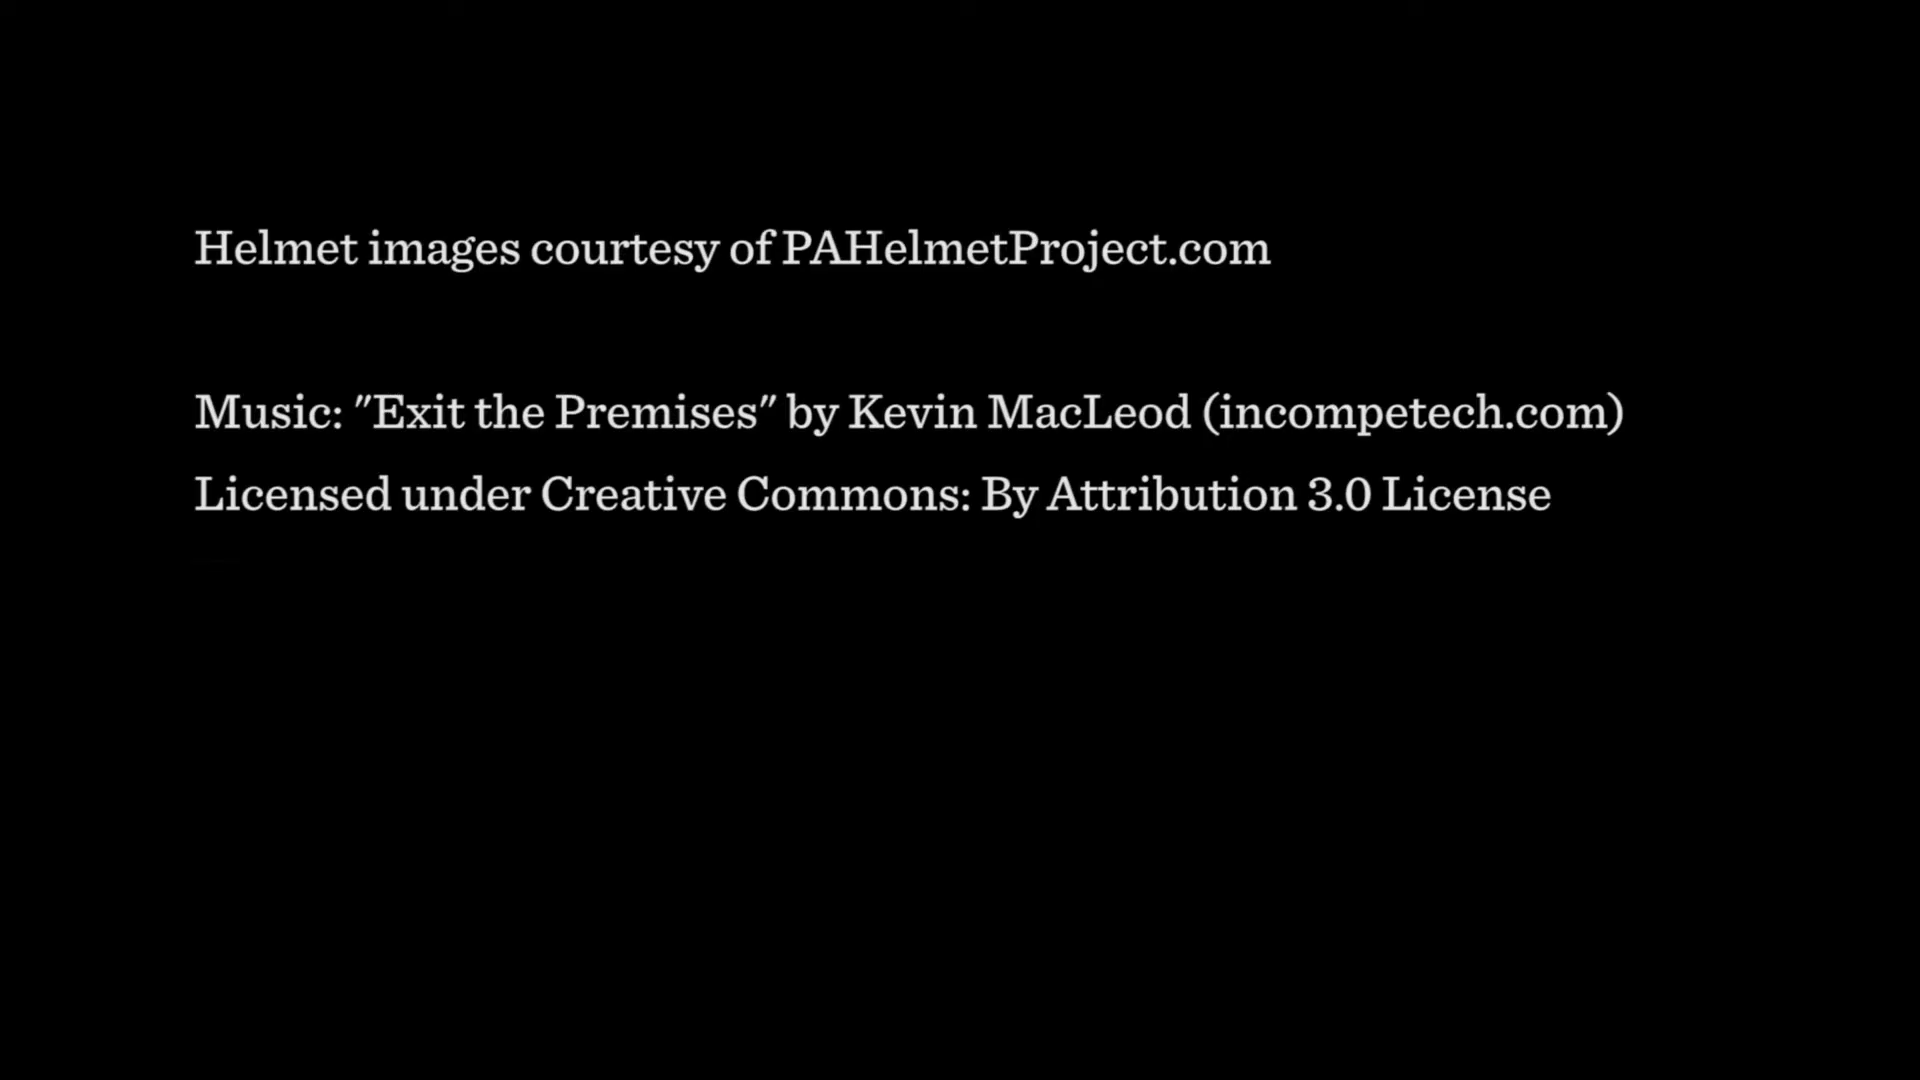 Helmet images courtesy of PAHelmetProject.com
Music: "Exit the Premises" by Kevin MacLeod (incompetech.com)
Licensed under Creative Commons: By Attribution 3.0 License